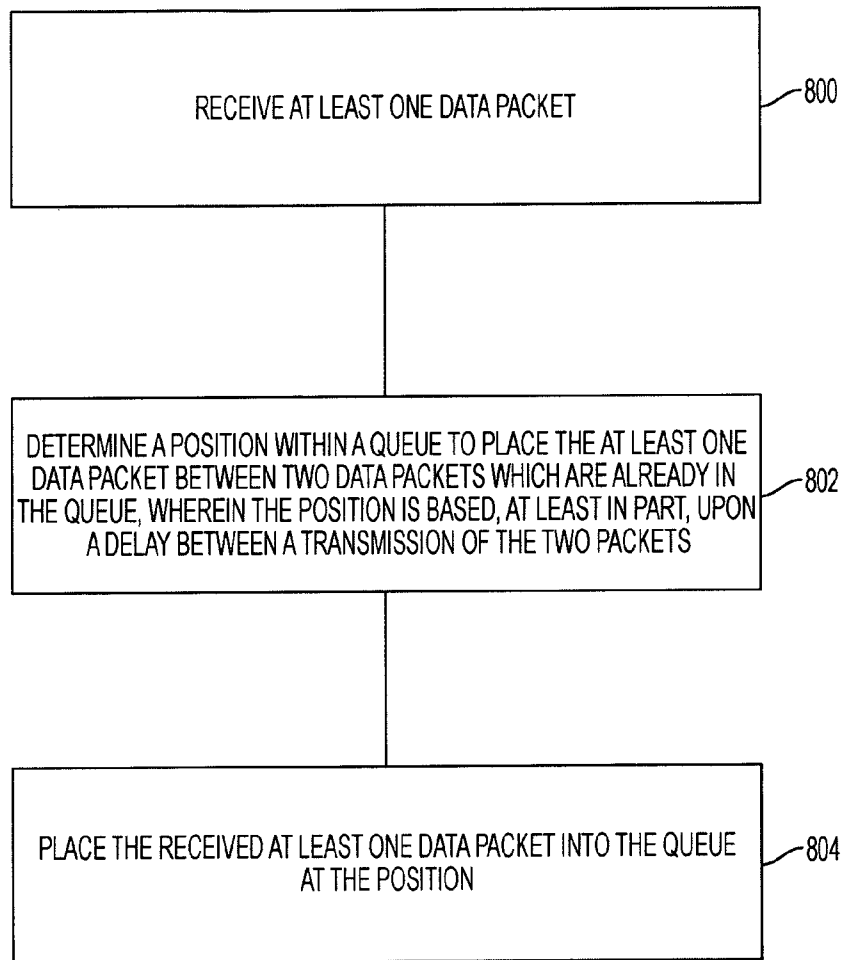 RECEIVE AT LEAST ONE DATA PACKET
800
DETERMINE A POSITION WITHIN A QUEUE TO PLACE THE AT LEAST ONE
DATA PACKET BETWEEN TWO DATA PACKETS WHICH ARE ALREADY IN
THE QUEUE, WHEREIN THE POSITION IS BASED, AT LEAST IN PART, UPON
A DELAY BETWEEN A TRANSMISSION OF THE TWO PACKETS
802
PLACE THE RECEIVED AT LEAST ONE DATA PACKET INTO THE QUEUE
AT THE POSITION
804